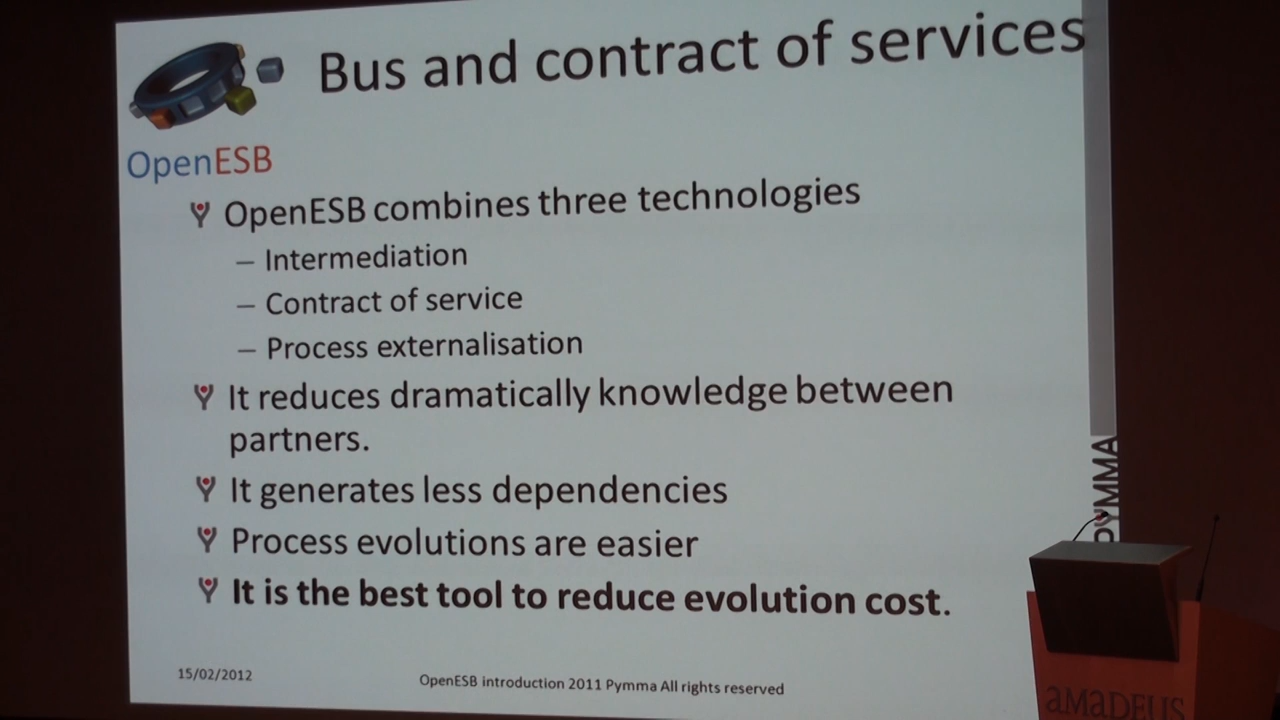 Bus and contract of services
OpenESB
OpenESB combines three technologies
– Intermediation
– Contract of service
– Process externalisation
It reduces dramatically knowledge between
partners.
It generates less dependencies
Process evolutions are easier
It is the best tool to reduce evolution cost.
15/02/2012
OpenESB introduction 2011 Pymma All rights reserved
PYMMA
amadeus